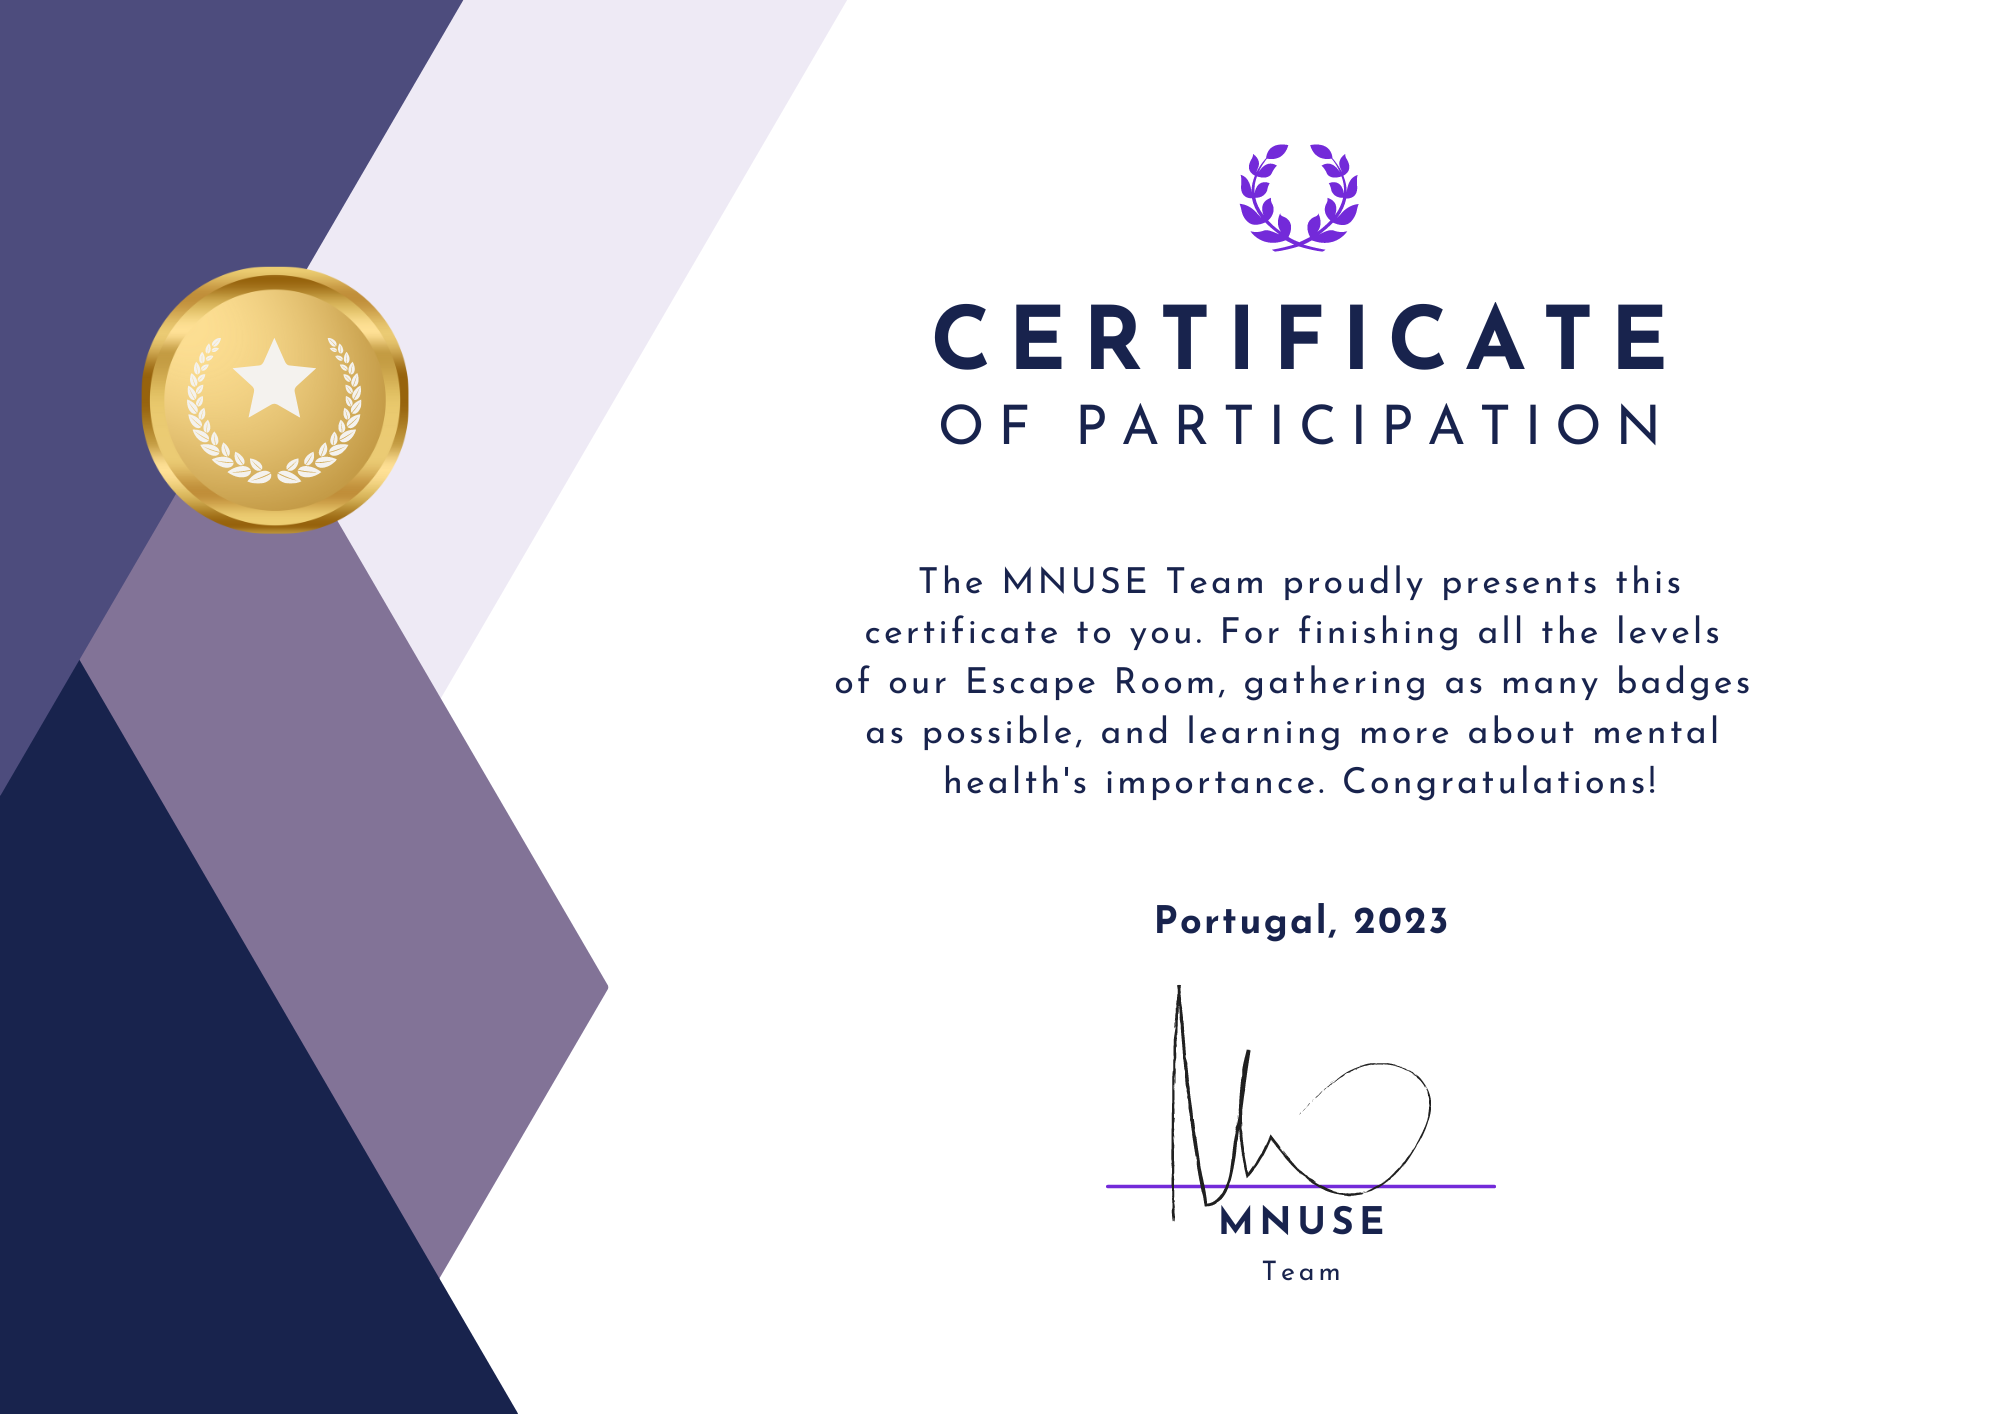 CERTIFICATE
OF PARTICIPATION
The MNUSE Team proudly presents this
certificate to you. For finishing all the levels
of our Escape Room, gathering as many badges
as possible, and learning more about mental
health's importance. Congratulations!
Portugal, 2023
MNUSE
Team